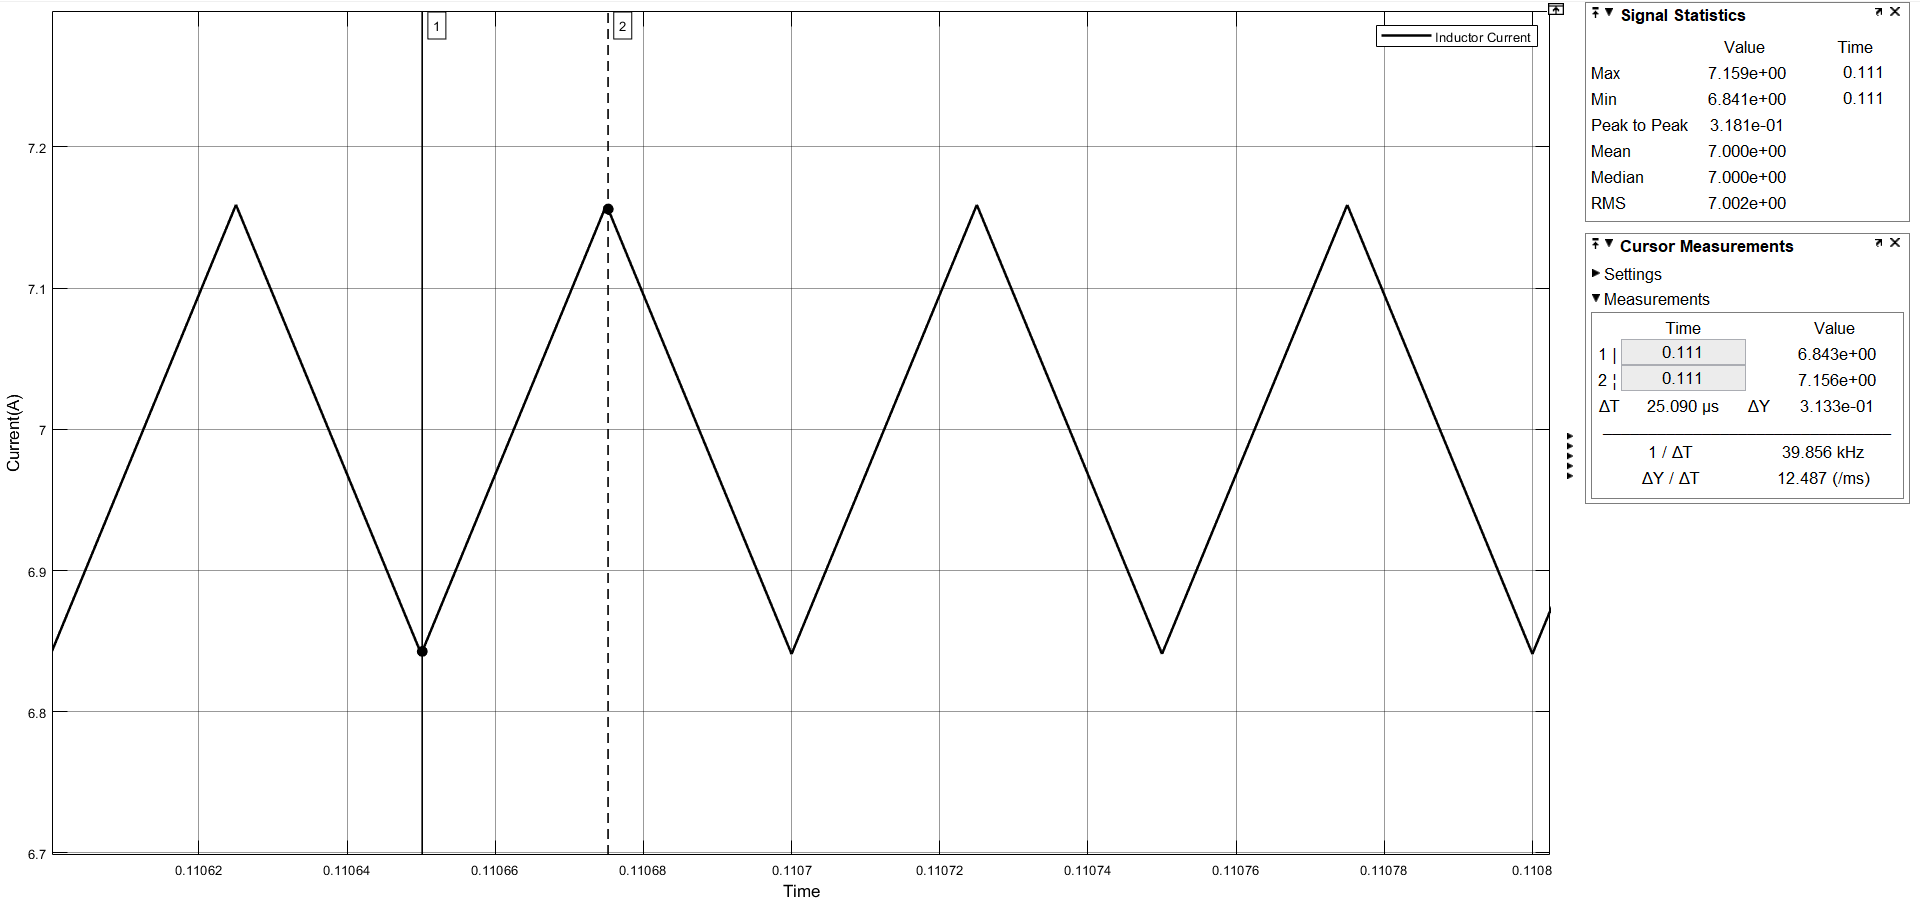 1
2
Inductor Current
7.2
7.1
7
6.9
6.8
6.7
Current(A)
0.11062
0.11064
0.11066
0.11068
0.1107
0.11072
0.11074
0.11076
0.11078
0.1108
Time
Signal Statistics
Value Time
Max 7.159e+00 0.111
Min 6.841e+00 0.111
Peak to Peak 3.181e-01
Mean 7.000e+00
Median 7.000e+00
RMS 7.002e+00
Cursor Measurements
Settings
Measurements
Time Value
1 | 0.111 6.843e+00
2 ¦ 0.111 7.156e+00
ΔT 25.090 µs ΔY 3.133e-01
1 / ΔT 39.856 kHz
ΔY / ΔT 12.487 (/ms)